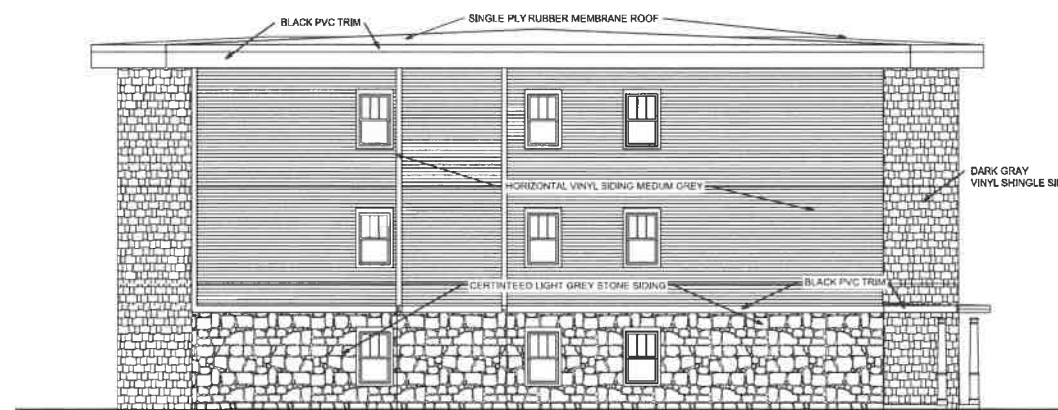 SINGLE PLY RUBBER MEMBRANE ROOF
BLACK PVC TRIM
DARK GRAY
VINYL SHINGLE SI
HORIZONTAL VINYL SIDING MEDUM GREY
BLACK PVC TRIM
CERTINTEED LIGHT GREY STONE SIDING